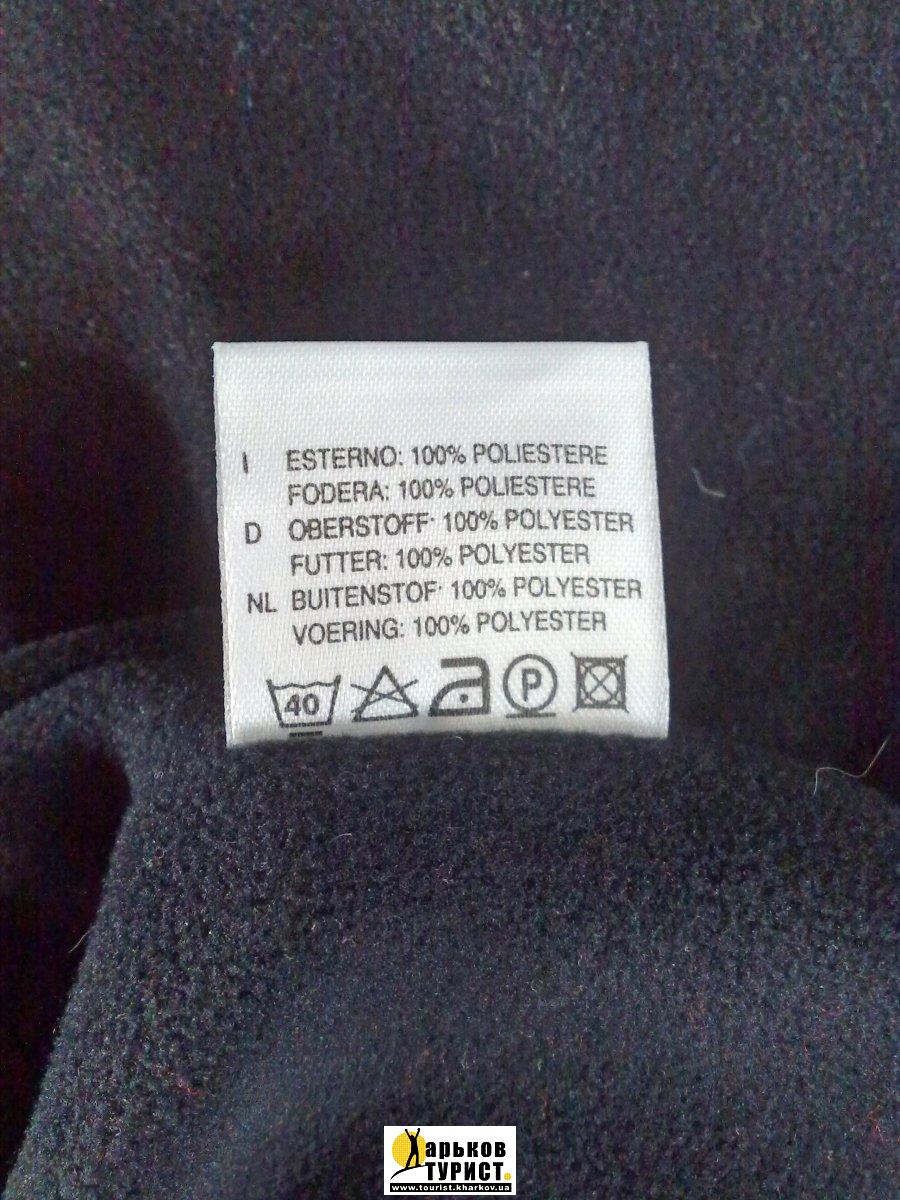 I ESTERNO: 100% POLIESTERE
FODERA: 100% POLIESTERE
D OBERSTOFF: 100% POLYESTER
FUTTER: 100% POLYESTER
NL BUITENSTOF: 100% POLYESTER
VOERING: 100% POLYESTER
40 P
Харьков
ТУРИСТ.
www.tourist.kharkov.ua